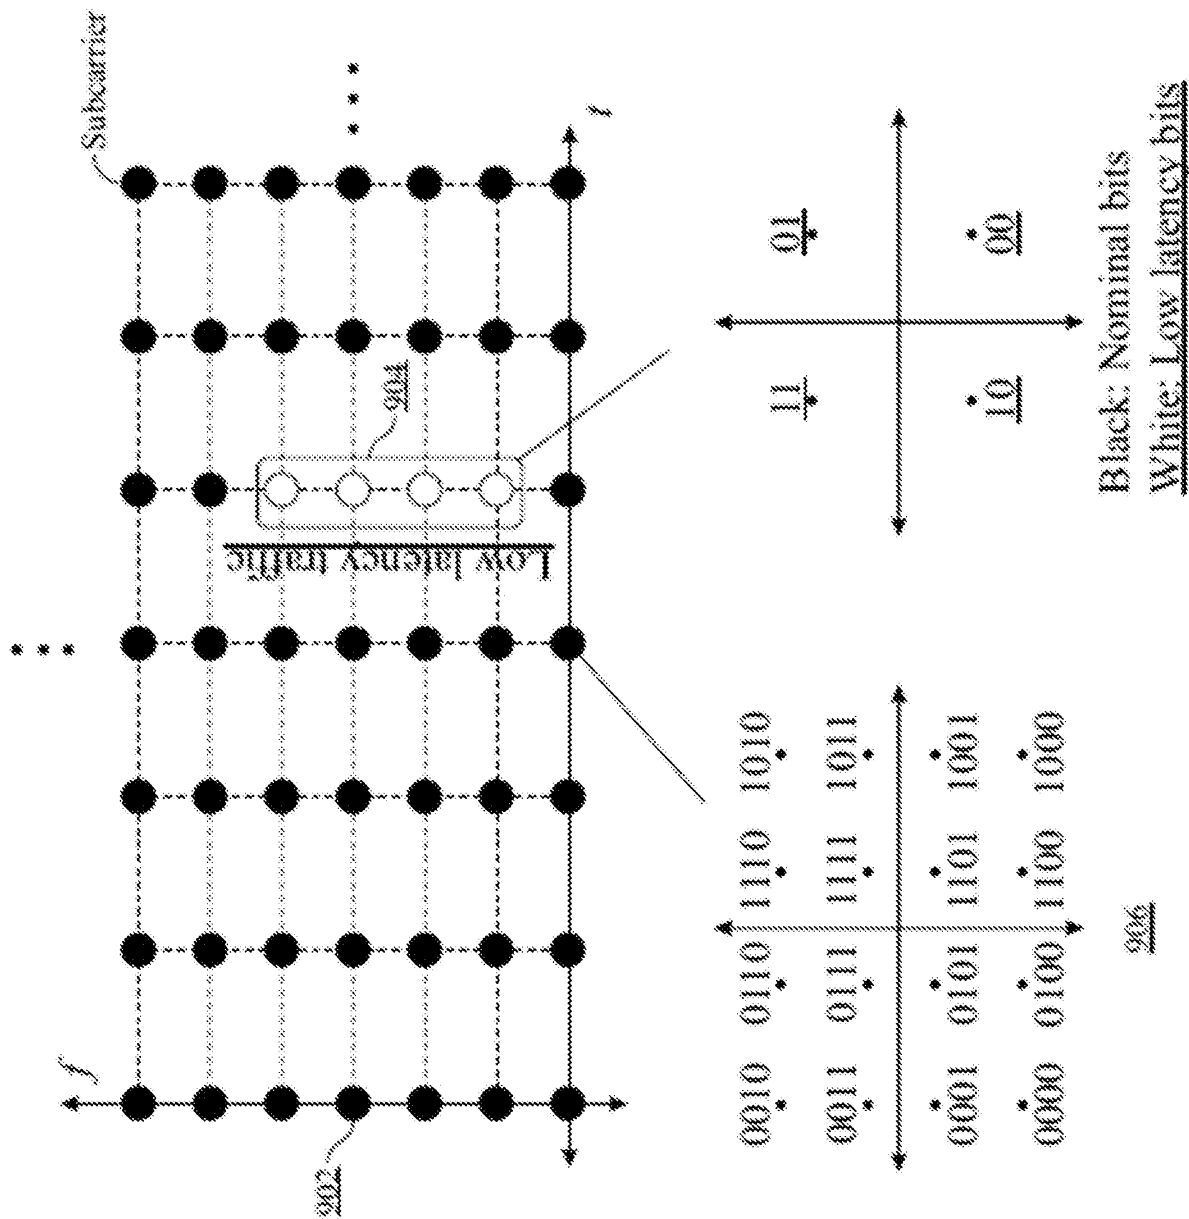 Subcarrier
f
902
Low latency traffic
904
t
0010 0110 1110 1010
0011 0111 1111 1011
0001 0101 1101 1001
0000 0100 1100 1000
906
11 01
10 00
Black: Nominal bits
White: Low latency bits